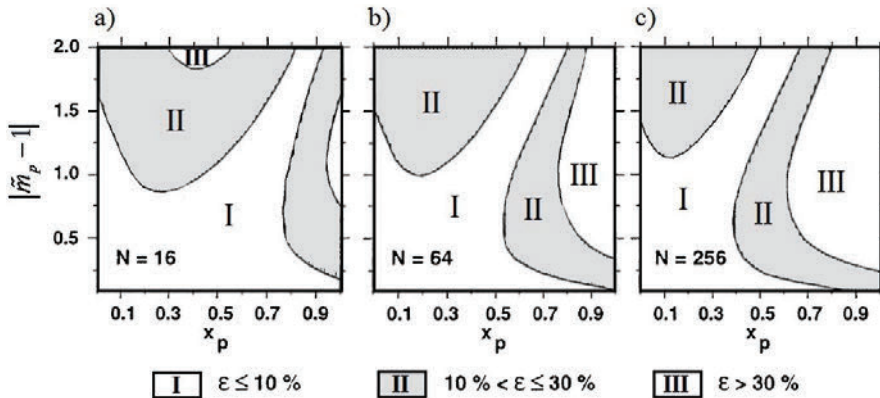 a)
b)
c)
|m̃ₚ − 1|
2.0
1.5
1.0
0.5
III
II
I
N = 16
II
I
II
III
N = 64
II
I
II
III
N = 256
0.1 0.3 0.5 0.7 0.9
0.1 0.3 0.5 0.7 0.9
0.1 0.3 0.5 0.7 0.9
xₚ
xₚ
xₚ
I ε ≤ 10 %
II 10 % < ε ≤ 30 %
III ε > 30 %